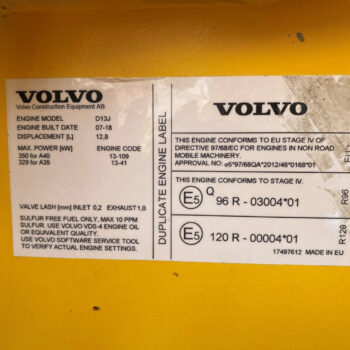 VOLVO
Volvo Construction Equipment AB
ENGINE MODEL D13J
ENGINE BUILT DATE 07-18
DISPLACEMENT [L] 12,8
MAX. POWER [kW] ENGINE CODE
350 for A40 13-109
329 for A35 13-41
VALVE LASH [mm] INLET 0,2 EXHAUST 1,0
SULFUR FREE FUEL ONLY, MAX 10 PPM
SULFUR. USE VOLVO VDS-4 ENGINE OIL
OR EQUIVALENT QUALITY.
USE VOLVO SOFTWARE SERVICE TOOL
TO VERIFY ACTUAL ENGINE STATUS.
DUPLICATE ENGINE LABEL
VOLVO
THIS ENGINE CONFORMS TO EU STAGE IV OF
DIRECTIVE 97/68/EC FOR ENGINES IN NON ROAD
MOBILE MACHINERY.
APPROVAL NO: e5*97/68QA*2012/46*0168*01
THIS ENGINE CONFORMS TO STAGE IV.
E5 Q 96 R - 03004*01
E5 120 R - 00004*01
17497612 MADE IN EU
R96
R120